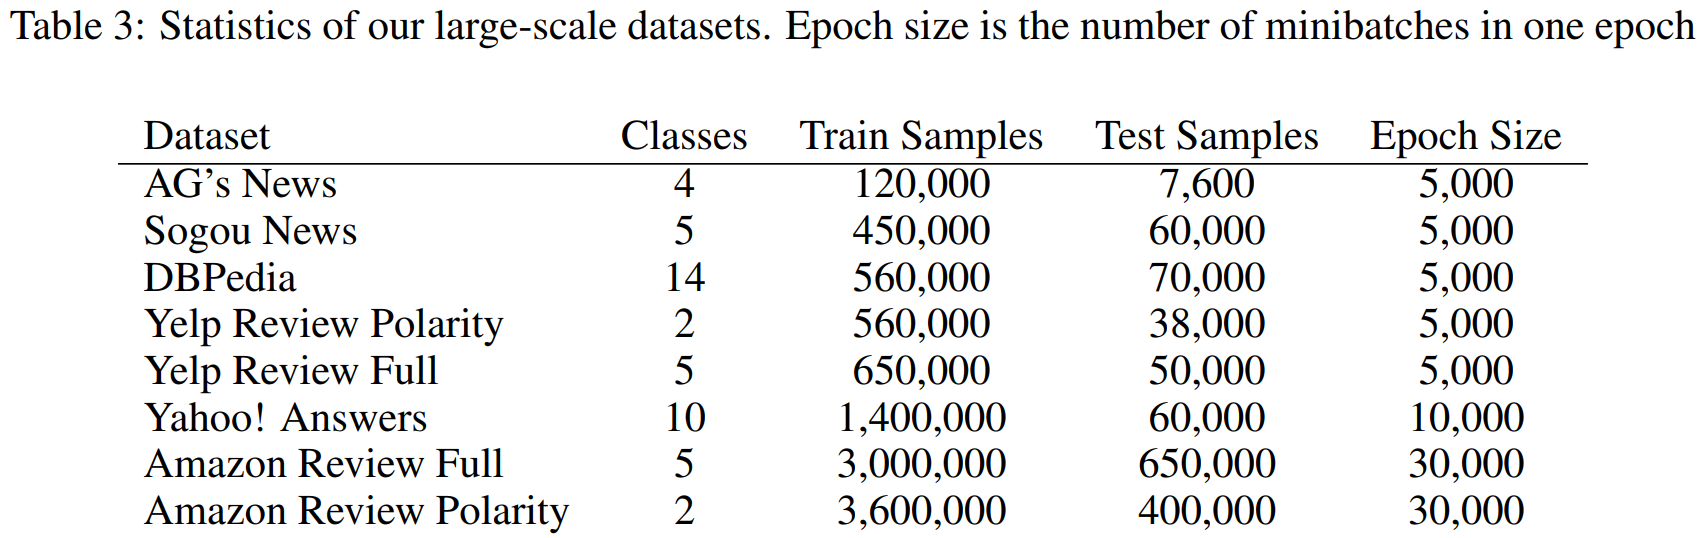 Table 3: Statistics of our large-scale datasets. Epoch size is the number of minibatches in one epoch
Dataset Classes Train Samples Test Samples Epoch Size
AG's News 4 120,000 7,600 5,000
Sogou News 5 450,000 60,000 5,000
DBPedia 14 560,000 70,000 5,000
Yelp Review Polarity 2 560,000 38,000 5,000
Yelp Review Full 5 650,000 50,000 5,000
Yahoo! Answers 10 1,400,000 60,000 10,000
Amazon Review Full 5 3,000,000 650,000 30,000
Amazon Review Polarity 2 3,600,000 400,000 30,000